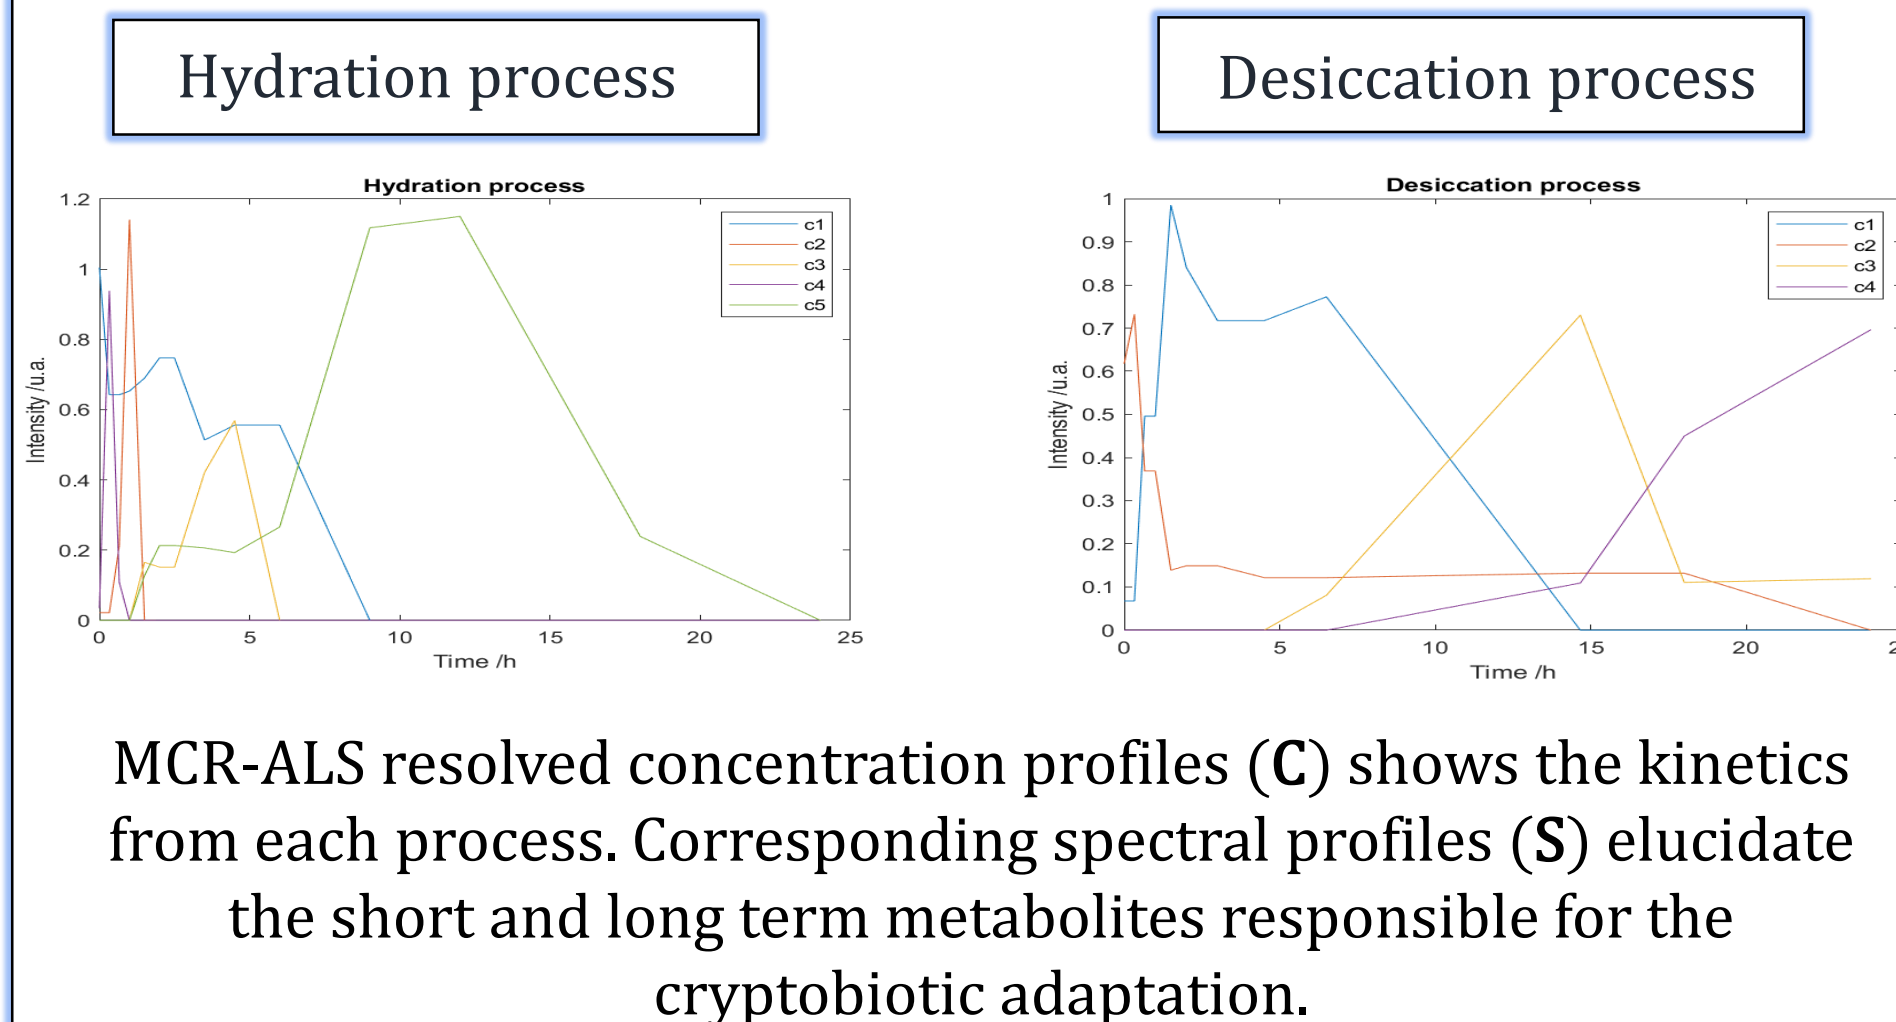 Hydration process
Desiccation process
Hydration process
1.2
1
0.8
0.6
0.4
0.2
0
0
5
10
15
20
25
Intensity /u.a.
Time /h
c1
c2
c3
c4
c5
Desiccation process
1
0.9
0.8
0.7
0.6
0.5
0.4
0.3
0.2
0.1
0
0
5
10
15
20
Intensity /u.a.
Time /h
c1
c2
c3
c4
MCR-ALS resolved concentration profiles (C) shows the kinetics
from each process. Corresponding spectral profiles (S) elucidate
the short and long term metabolites responsible for the
cryptobiotic adaptation.